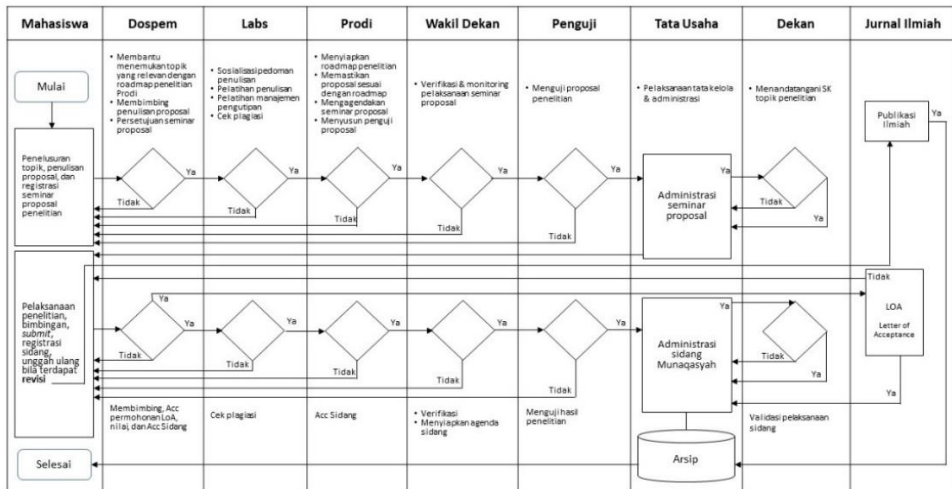 Mahasiswa
Dospem
Labs
Prodi
Wakil Dekan
Penguji
Tata Usaha
Dekan
Jurnal Ilmiah
Mulai
• Membantu
menemukan topik
yang relevan dengan
roadmap penelitian
Prodi
• Membimbing
penulisan proposal
• Persetujuan seminar
proposal
• Sosialisasi pedoman
penulisan
• Pelatihan penulisan
• Pelatihan manajemen
pengutipan
• Cek plagiasi
• Menyiapkan
roadmap penelitian
• Memastikan
proposal sesuai
dengan roadmap
• Mengagendakan
seminar proposal
• Menyusun penguji
proposal
• Verifikasi & monitoring
pelaksanaan seminar
proposal
• Menguji proposal
penelitian
• Pelaksanaan tata kelola
& administrasi
• Menandatangani SK
topik penelitian
Publikasi
Ilmiah
Ya
Penelusuran
topik, penulisan
proposal, dan
registrasi
seminar
proposal
penelitian
Ya
Tidak
Ya
Tidak
Ya
Tidak
Ya
Tidak
Ya
Tidak
Administrasi
seminar
proposal
Ya
Tidak
Ya
Pelaksanaan
penelitian,
bimbingan,
submit,
registrasi
sidang,
unggah ulang
bila terdapat
revisi
Ya
Ya
Tidak
Ya
Tidak
Ya
Tidak
Ya
Tidak
Ya
Tidak
Administrasi
sidang
Munaqasyah
Ya
Tidak
Ya
Tidak
LOA
Letter of
Acceptance
Ya
Membimbing, Acc
permohonan LoA,
nilai, dan Acc Sidang
Cek plagiasi
Acc Sidang
• Verifikasi
• Menyiapkan agenda
sidang
Menguji hasil
penelitian
Validasi pelaksanaan
sidang
Selesai
Arsip